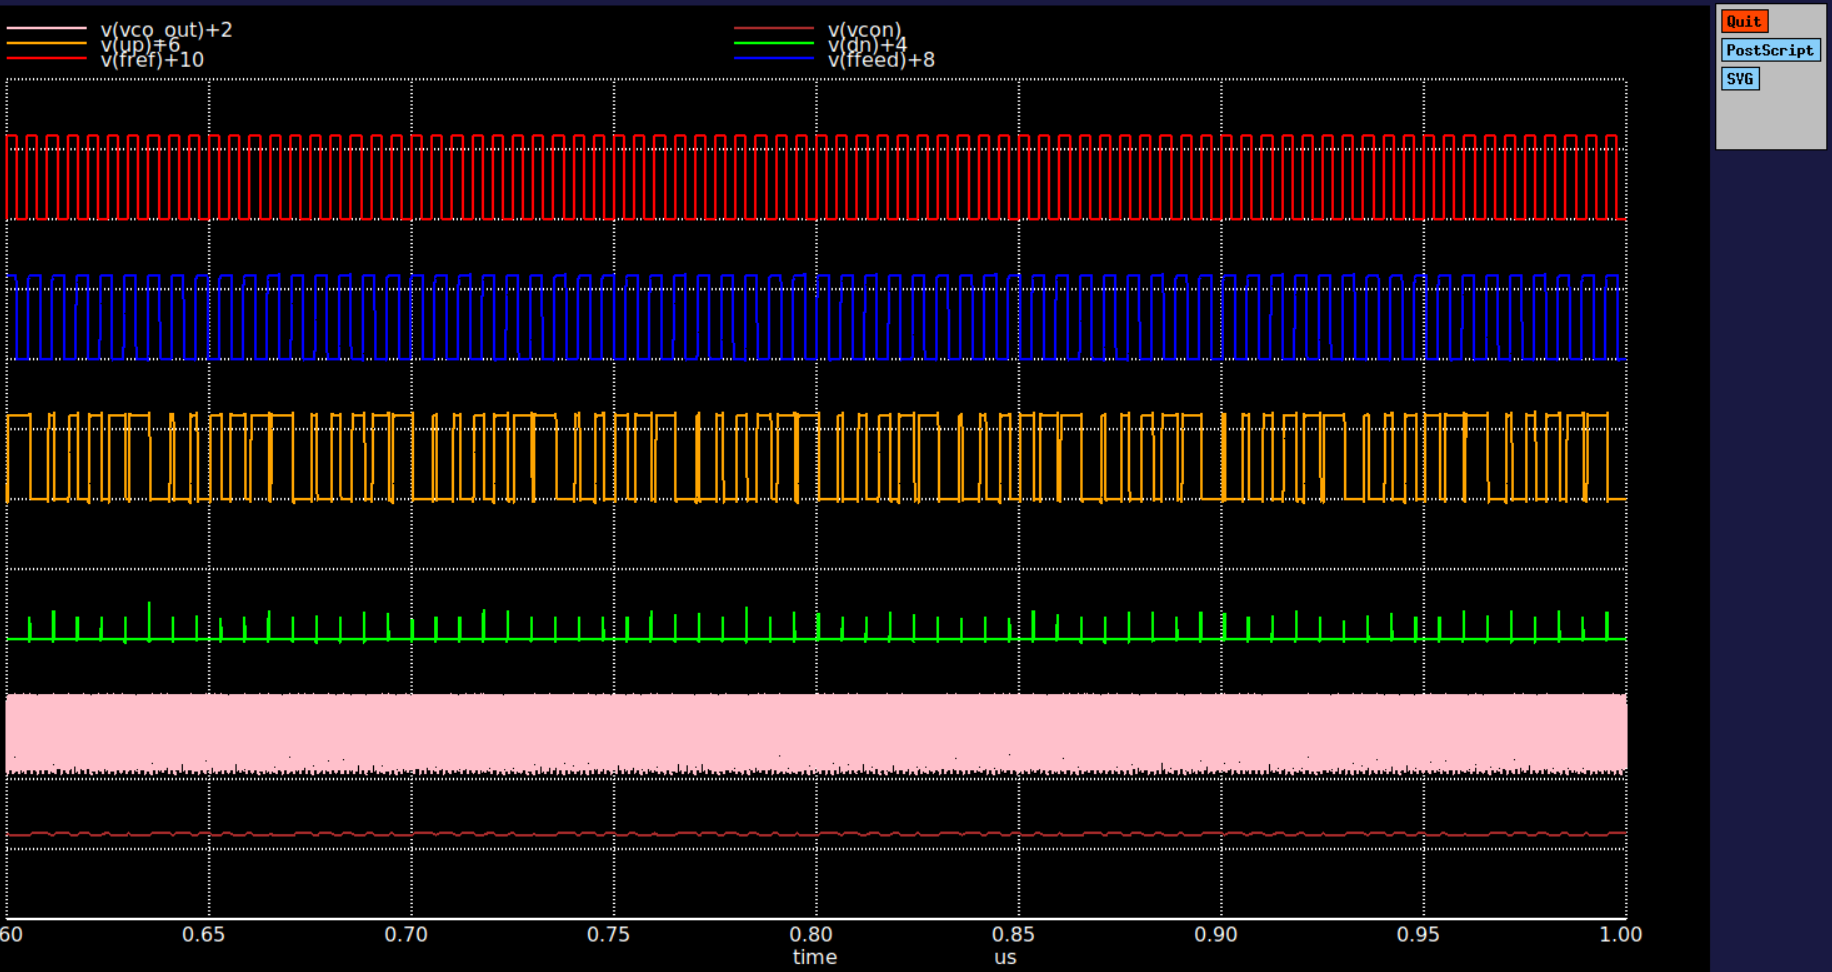 v(vco_out)+2
v(up)+6
v(fref)+10
v(vcon)
v(dn)+4
v(ffeed)+8
Quit
PostScript
SVG
60 0.65 0.70 0.75 0.80 0.85 0.90 0.95 1.00
time us